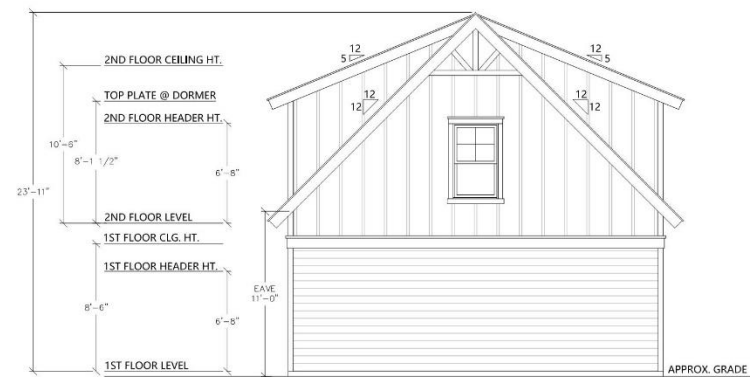 12
5
12
5
2ND FLOOR CEILING HT.
TOP PLATE @ DORMER
12
12
12
12
2ND FLOOR HEADER HT.
10'-6"
8'-1 1/2"
6'-8"
23'-11"
2ND FLOOR LEVEL
1ST FLOOR CLG. HT.
1ST FLOOR HEADER HT.
EAVE
11'-0"
8'-6"
6'-8"
1ST FLOOR LEVEL
APPROX. GRADE